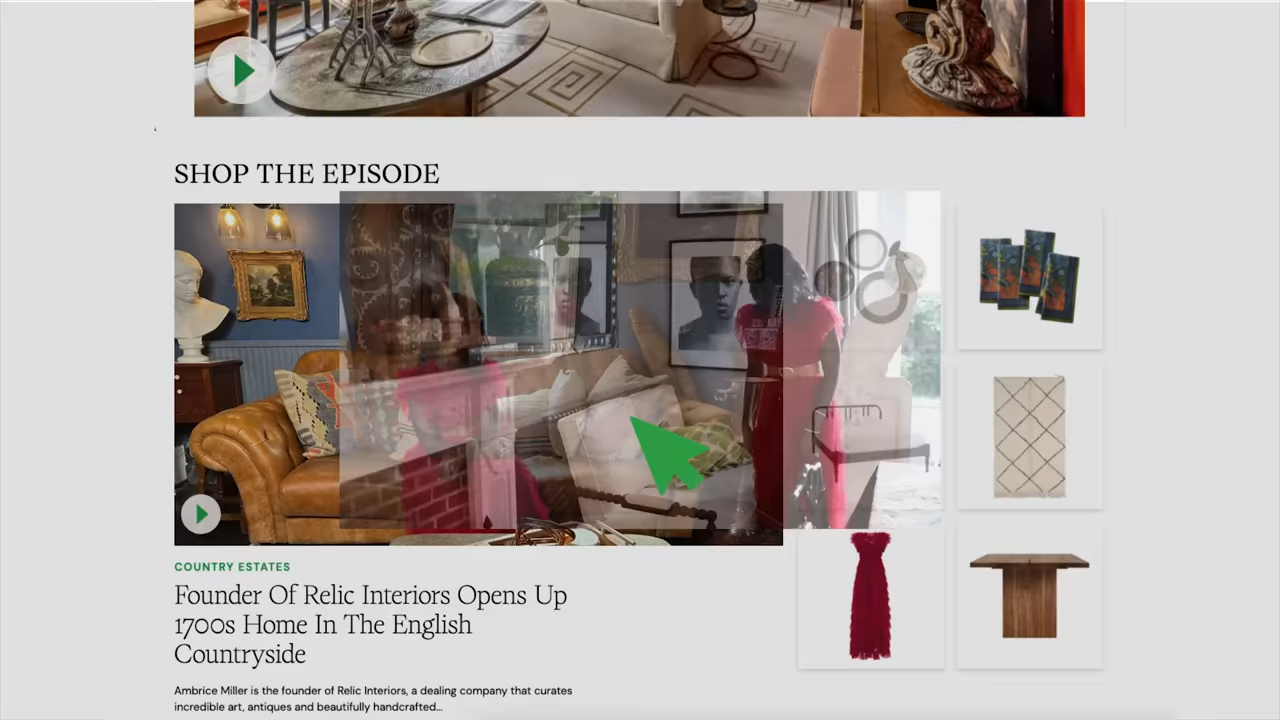 SHOP THE EPISODE
COUNTRY ESTATES
Founder Of Relic Interiors Opens Up
1700s Home In The English
Countryside
Ambrice Miller is the founder of Relic Interiors, a dealing company that curates
incredible art, antiques and beautifully handcrafted...